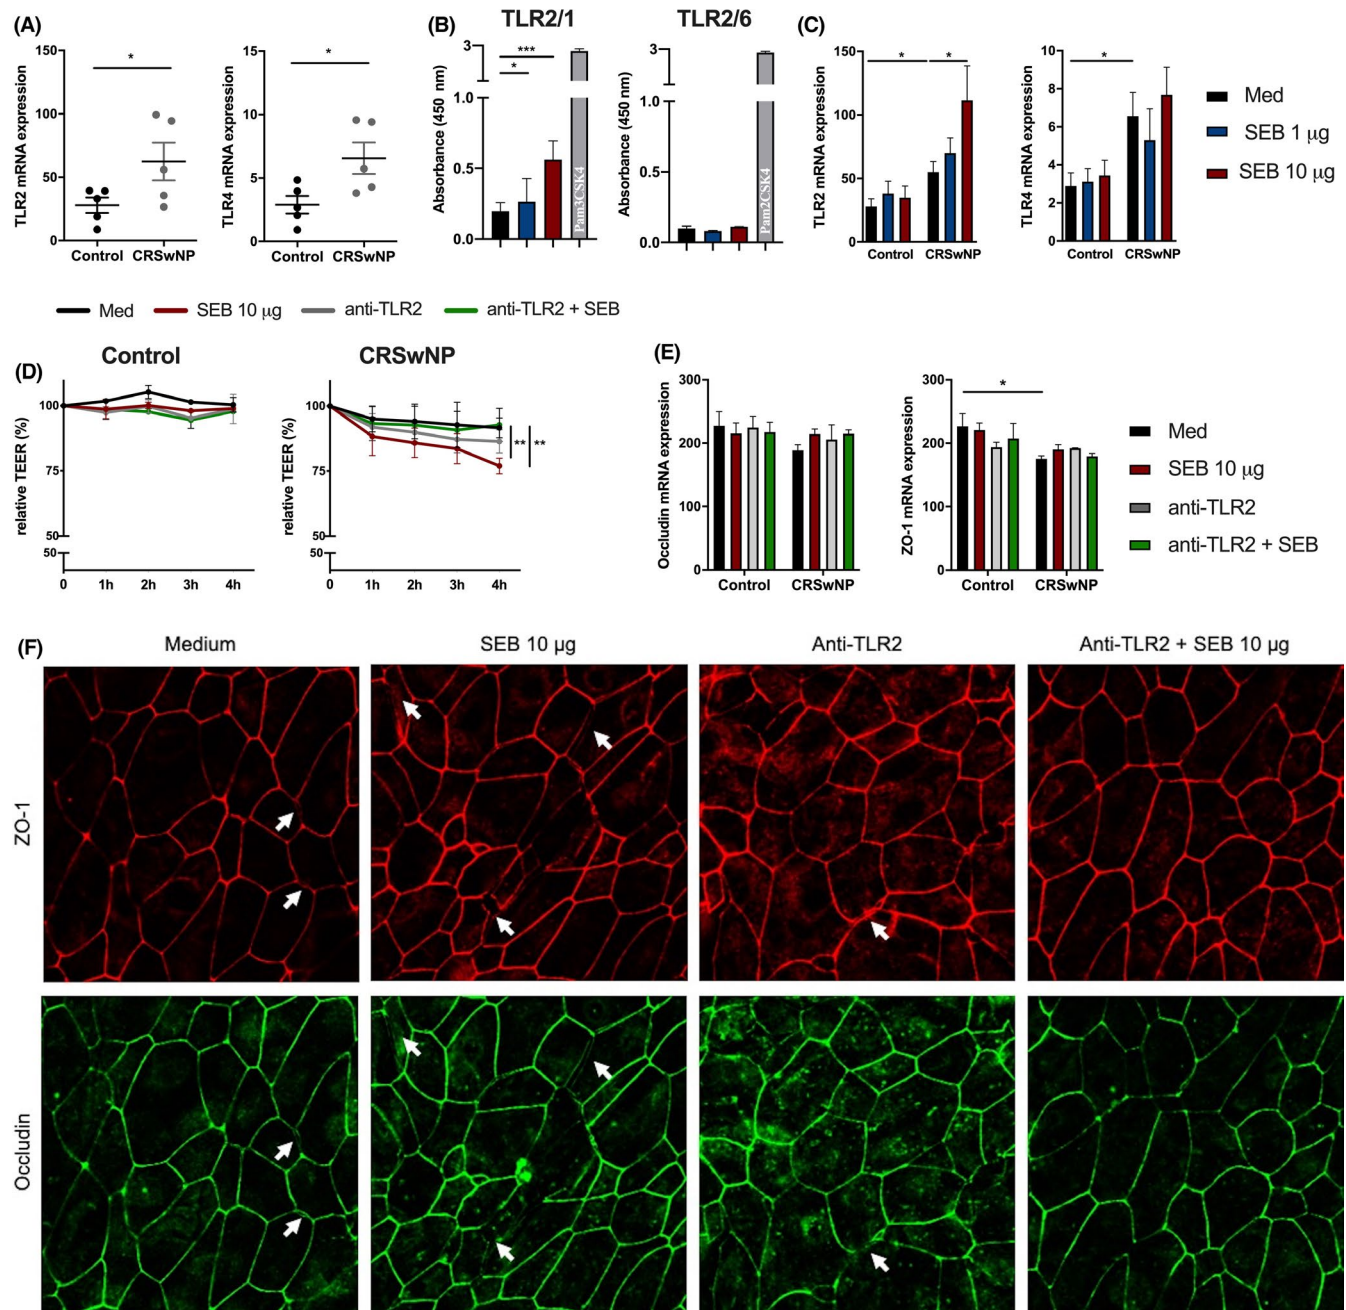 (A)
TLR2 mRNA expression
150
100
50
0
*
Control CRSwNP
TLR4 mRNA expression
15
10
5
0
*
Control CRSwNP
(B)
TLR2/1
Absorbance (450 nm)
3
1.0
0.5
0.0
***
*
Pam3CSK4
TLR2/6
Absorbance (450 nm)
3
1.0
0.5
0.0
Pam2CSK4
(C)
TLR2 mRNA expression
150
100
50
0
* *
Control CRSwNP
TLR4 mRNA expression
10
8
6
4
2
0
*
Control CRSwNP
Med
SEB 1 µg
SEB 10 µg
Med SEB 10 µg anti-TLR2 anti-TLR2 + SEB
(D)
Control
relative TEER (%)
100
75
50
50
0 1h 2h 3h 4h
CRSwNP
relative TEER (%)
100
75
50
50
** **
0 1h 2h 3h 4h
(E)
Occludin mRNA expression
300
200
100
0
Control CRSwNP
ZO-1 mRNA expression
300
200
100
0
*
Control CRSwNP
Med
SEB 10 µg
anti-TLR2
anti-TLR2 + SEB
(F)
Medium SEB 10 µg Anti-TLR2 Anti-TLR2 + SEB 10 µg
ZO-1
Occludin